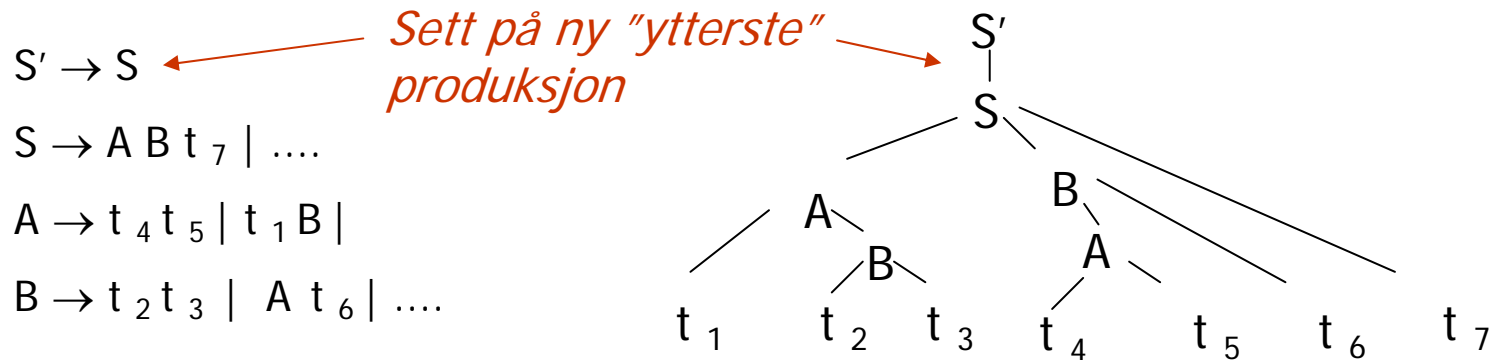 S′ → S
S → A B t 7 | ....
A → t 4 t 5 | t 1 B |
B → t 2 t 3 | A t 6 | ....
Sett på ny ”ytterste”
produksjon
S′
S
A B
B A
t 1 t 2 t 3 t 4 t 5 t 6 t 7